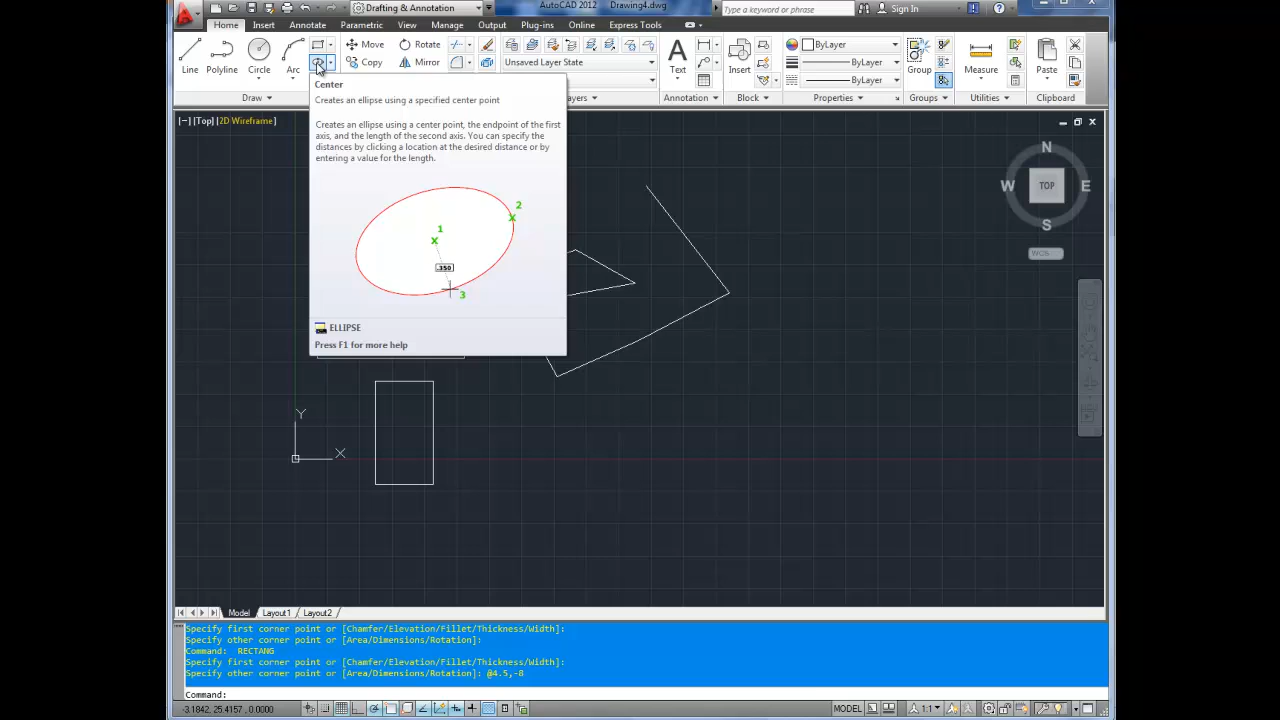 Drafting & Annotation
AutoCAD 2012 Drawing4.dwg
Type a keyword or phrase
Sign In
Home Insert Annotate Parametric View Manage Output Plug-ins Online Express Tools
Line Polyline Circle Arc
Move Rotate
Copy Mirror
Unsaved Layer State
Text
Insert
ByLayer
ByLayer
ByLayer
Group
Measure
Paste
Draw
ayers
Annotation
Block
Properties
Groups
Utilities
Clipboard
Center
Creates an ellipse using a specified center point
Creates an ellipse using a center point, the endpoint of the first
axis, and the length of the second axis. You can specify the
distances by clicking a location at the desired distance or by
entering a value for the length.
2
1
.350
3
ELLIPSE
Press F1 for more help
[−][Top][2D Wireframe]
N
W TOP E
S
WCS
Y
X
Model Layout1 Layout2
Specify first corner point or [Chamfer/Elevation/Fillet/Thickness/Width]:
Specify other corner point or [Area/Dimensions/Rotation]:
Command: RECTANG
Specify first corner point or [Chamfer/Elevation/Fillet/Thickness/Width]:
Specify other corner point or [Area/Dimensions/Rotation]: @4.5,-8
Command:
-3.1842, 25.4157, 0.0000
MODEL
1:1